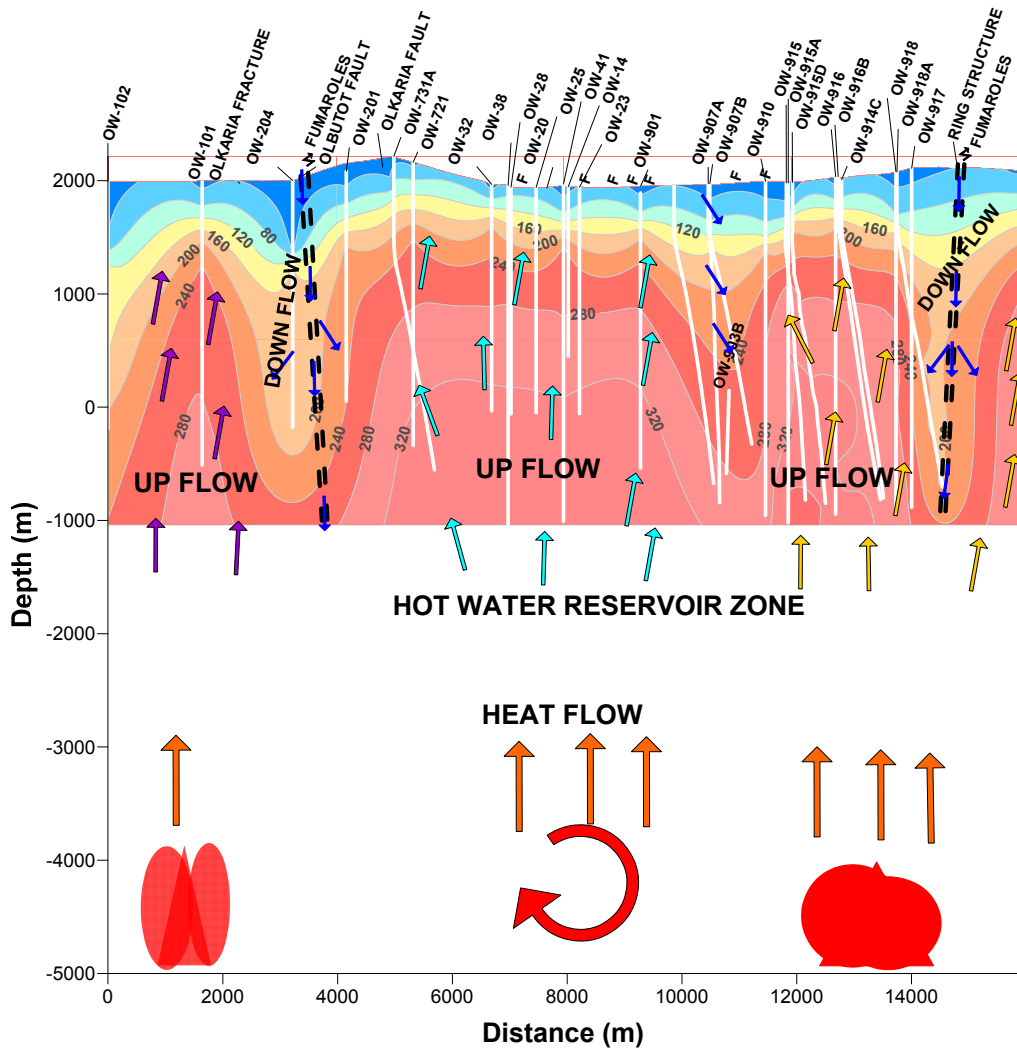 OW-102
OW-101
OLKARIA FRACTURE
OW-204
FUMAROLES
OLBUTOT FAULT
OW-201
OLKARIA FAULT
OW-731A
OW-721
OW-32
OW-38
OW-28
OW-20
OW-25
OW-41
OW-14
OW-23
OW-901
OW-907A
OW-907B
OW-910
OW-915
OW-915A
OW-915D
OW-916
OW-916B
OW-914C
OW-918
OW-918A
OW-917
RING STRUCTURE
FUMAROLES
F
F
F
F
F
F
F
2000
1000
0
-1000
-2000
-3000
-4000
-5000
Depth (m)
200
160
120
80
240
280
240
280
320
240
160
200
280
320
120
240
280
320
200
160
280
240
200
DOWN FLOW
DOWN FLOW
OW-903B
UP FLOW
UP FLOW
UP FLOW
HOT WATER RESERVOIR ZONE
HEAT FLOW
0
2000
4000
6000
8000
10000
12000
14000
Distance (m)